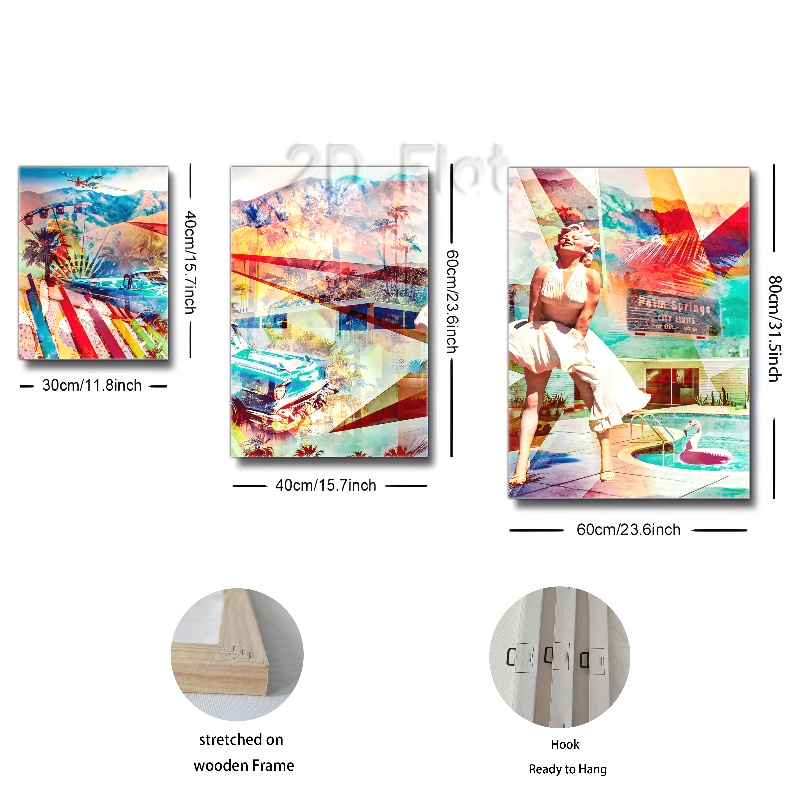 2D Flat
40cm/15.7inch
30cm/11.8inch
60cm/23.6inch
40cm/15.7inch
Palm Springs
CITY LIMITS
80cm/31.5inch
60cm/23.6inch
stretched on
wooden Frame
Hook
Ready to Hang